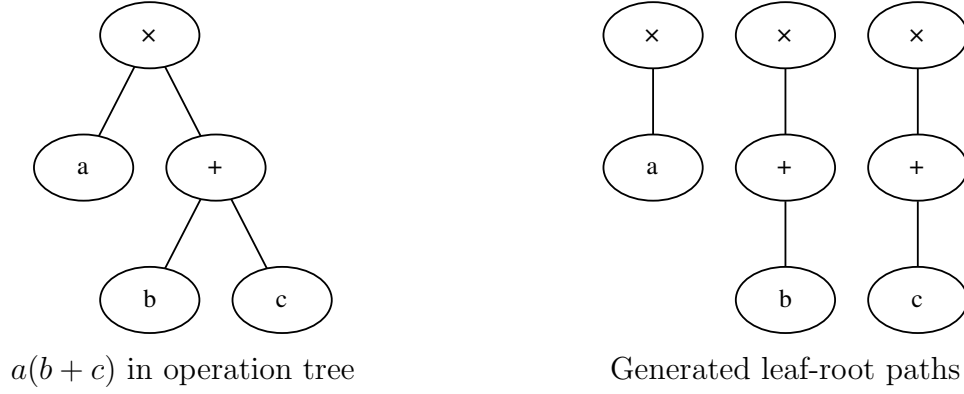 × × × ×
a + a + +
b c b c
a(b + c) in operation tree Generated leaf-root paths